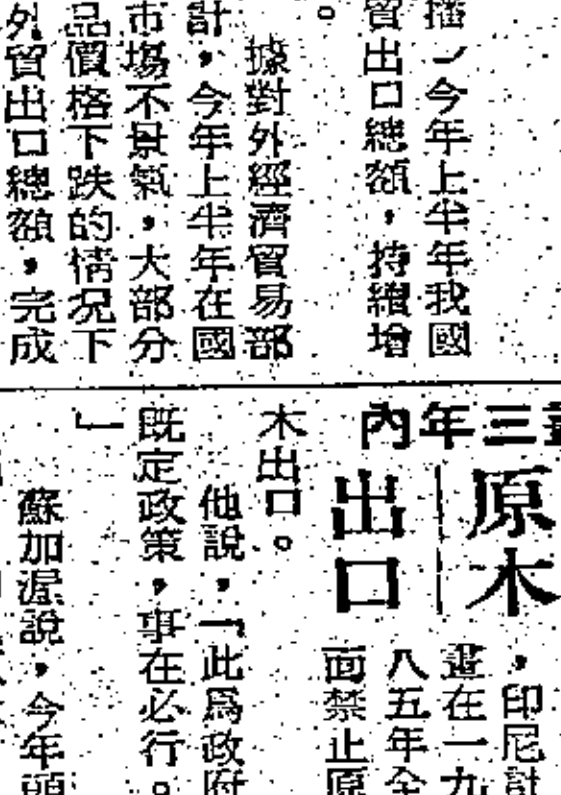 播）今年上半年我國
貿出口總額，持續增
。
據對外經濟貿易部
計，今年上半年在國
市場不景氣，大部分
品價格下跌的情況下
外貿出口總額，完成
三年內
原木
出口
，印尼計
畫在一九
八五年全
面禁止原
木出口。
他說，「此爲政府
既定政策，事在必行。
」
蘇加渥說，今年頭